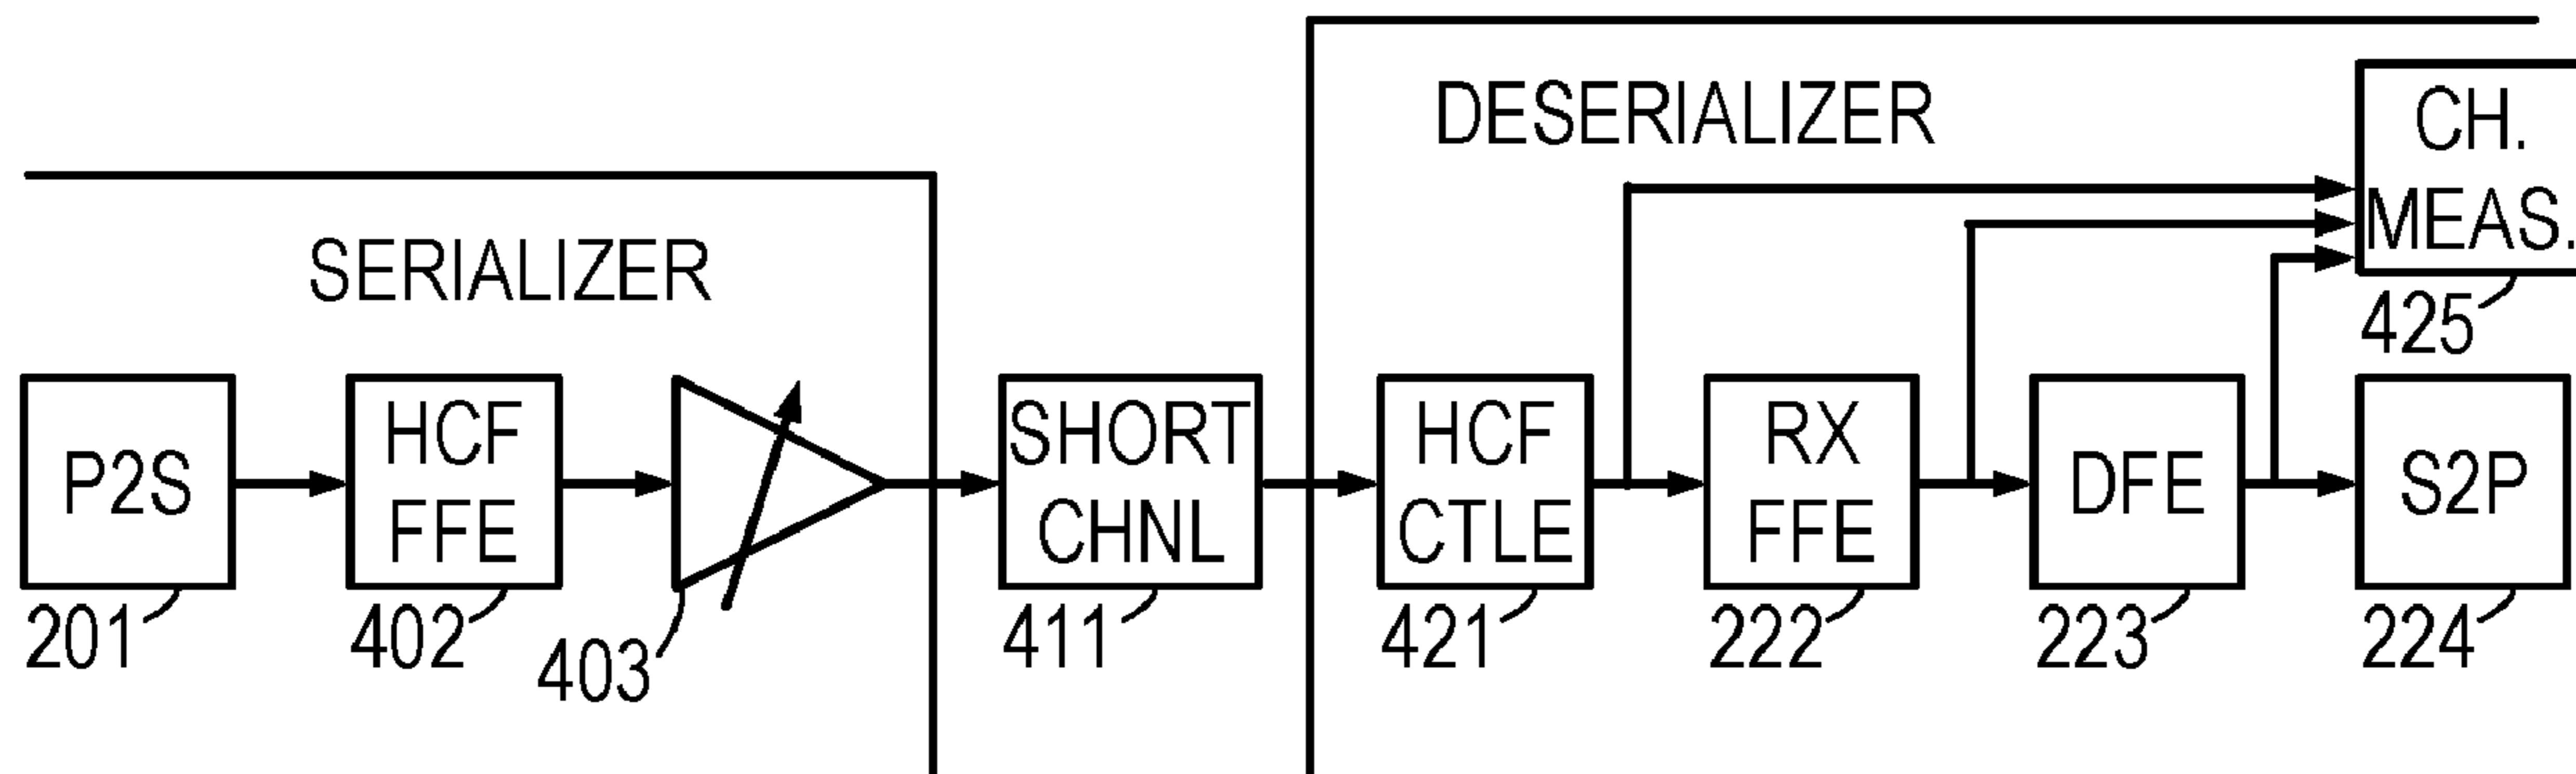 DESERIALIZER
CH.
MEAS.
425
SERIALIZER
P2S
201
HCF
FFE
402
403
SHORT
CHNL
411
HCF
CTLE
421
RX
FFE
222
DFE
223
S2P
224